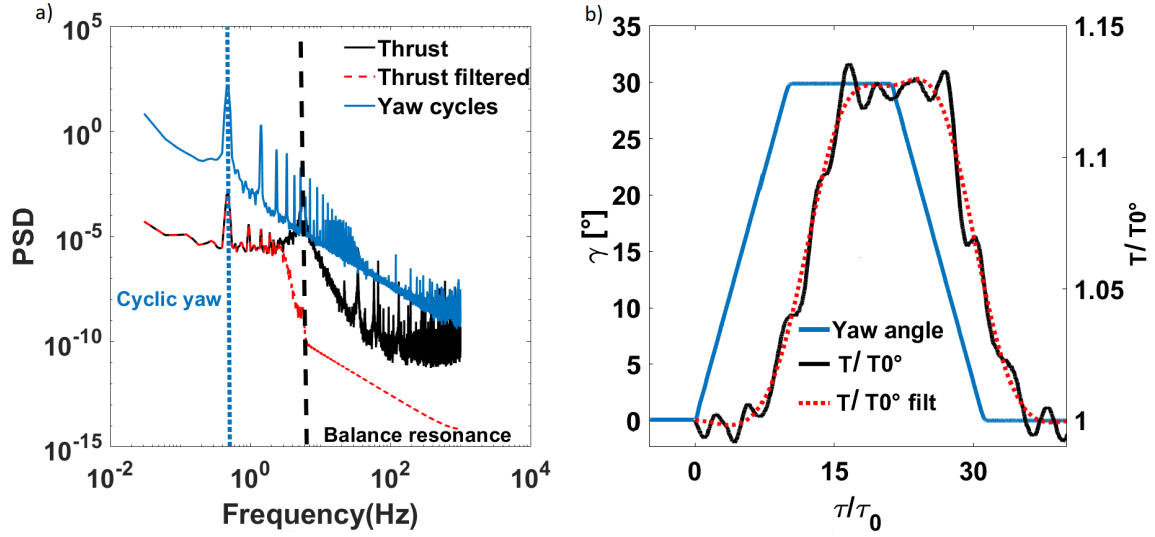 a)
10^5
10^0
10^-5
10^-10
10^-15
PSD
Thrust
Thrust filtered
Yaw cycles
Cyclic yaw
Balance resonance
10^-2
10^0
10^2
10^4
Frequency(Hz)
b)
35
30
25
20
15
10
5
0
γ [°]
1.15
1.10
1.05
1
T/T0°
Yaw angle
T/T0°
T/T0° filt
0
15
30
τ/τ0